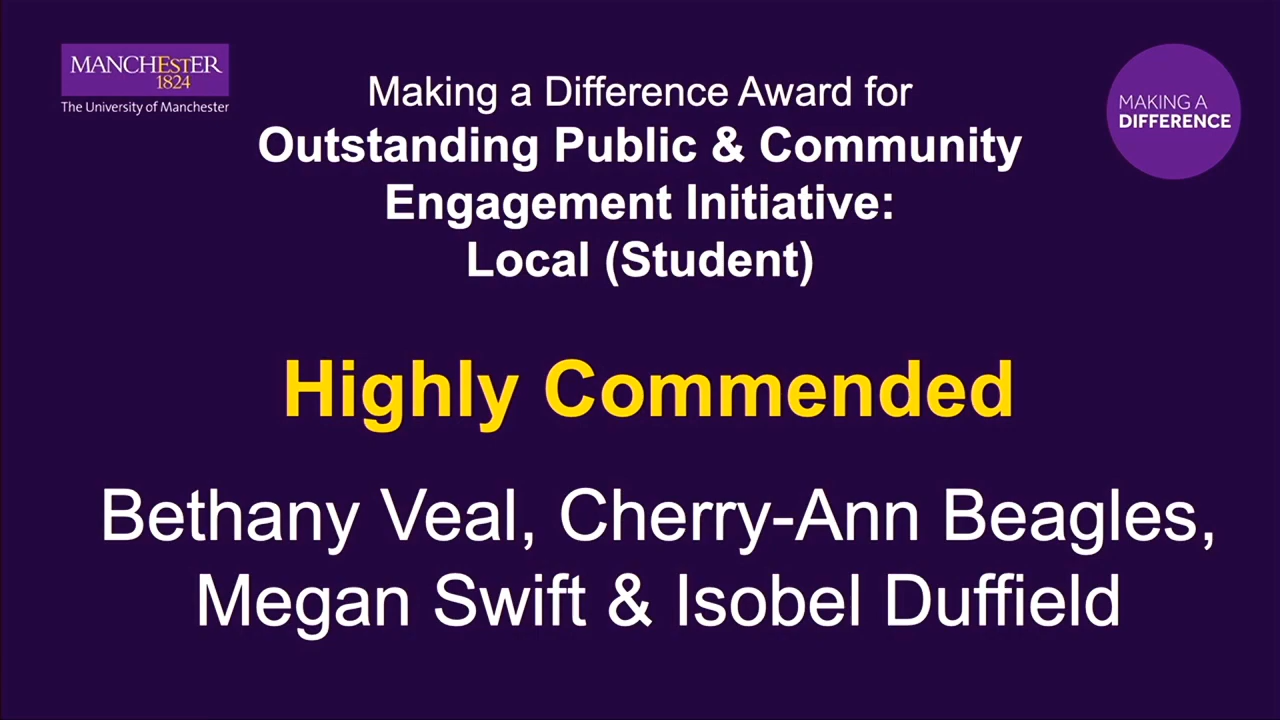 MANCHESTER
1824
The University of Manchester
MAKING A
DIFFERENCE
Making a Difference Award for
Outstanding Public & Community
Engagement Initiative:
Local (Student)
Highly Commended
Bethany Veal, Cherry-Ann Beagles,
Megan Swift & Isobel Duffield